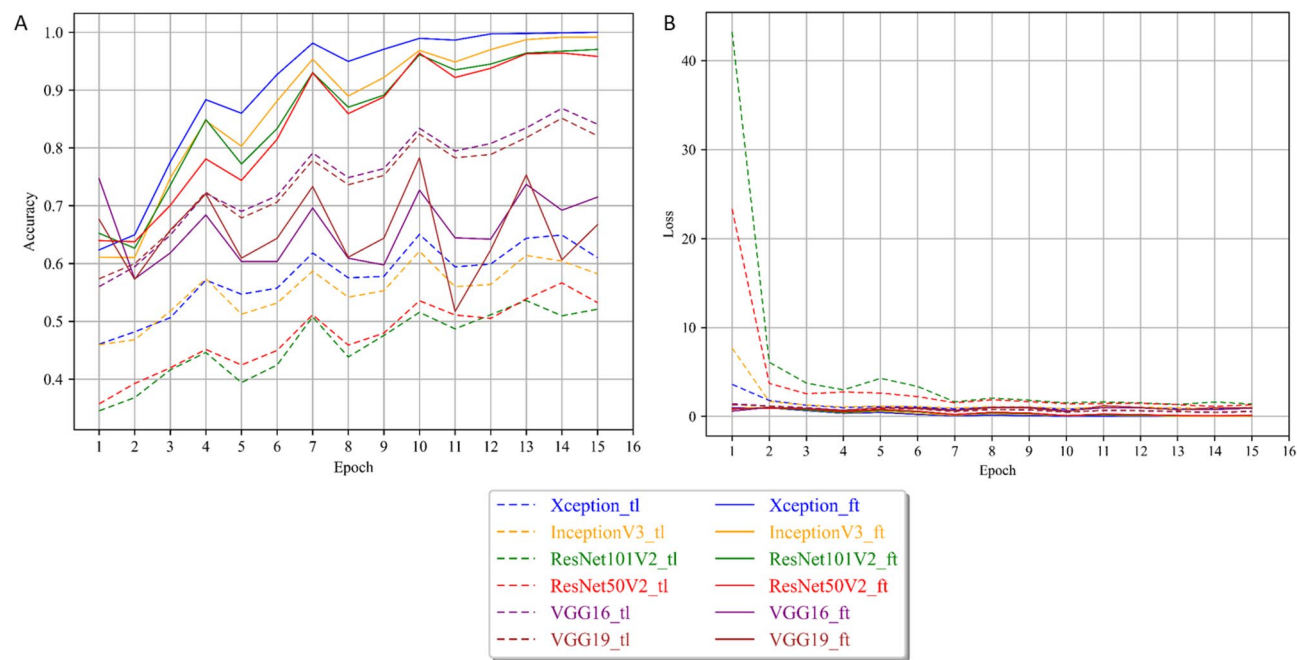 A
1.0
0.9
0.8
0.7
0.6
0.5
0.4
Accuracy
1 2 3 4 5 6 7 8 9 10 11 12 13 14 15 16
Epoch
B
40
30
20
10
0
Loss
1 2 3 4 5 6 7 8 9 10 11 12 13 14 15 16
Epoch
Xception_tl
InceptionV3_tl
ResNet101V2_tl
ResNet50V2_tl
VGG16_tl
VGG19_tl
Xception_ft
InceptionV3_ft
ResNet101V2_ft
ResNet50V2_ft
VGG16_ft
VGG19_ft